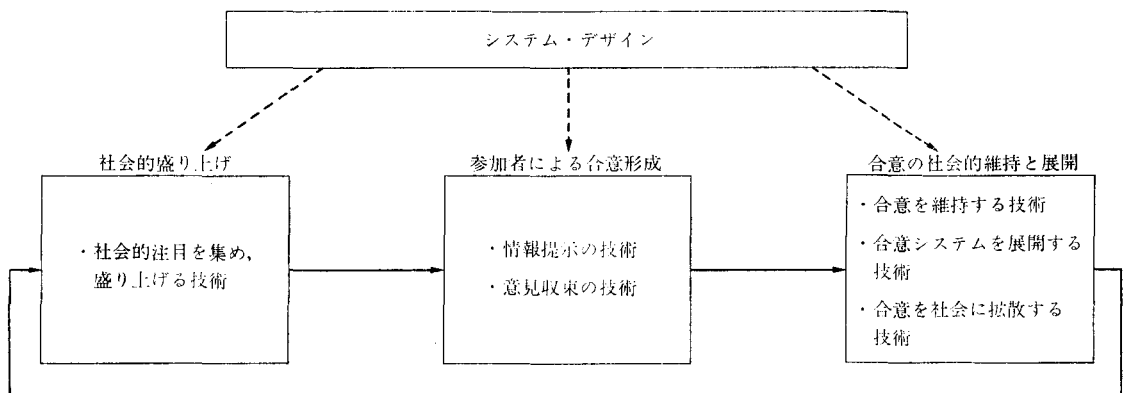 システム・デザイン
社会的盛り上げ
・社会的注目を集め，
盛り上げる技術
参加者による合意形成
・情報提示の技術
・意見収束の技術
合意の社会的維持と展開
・合意を維持する技術
・合意システムを展開する
技術
・合意を社会に拡散する
技術